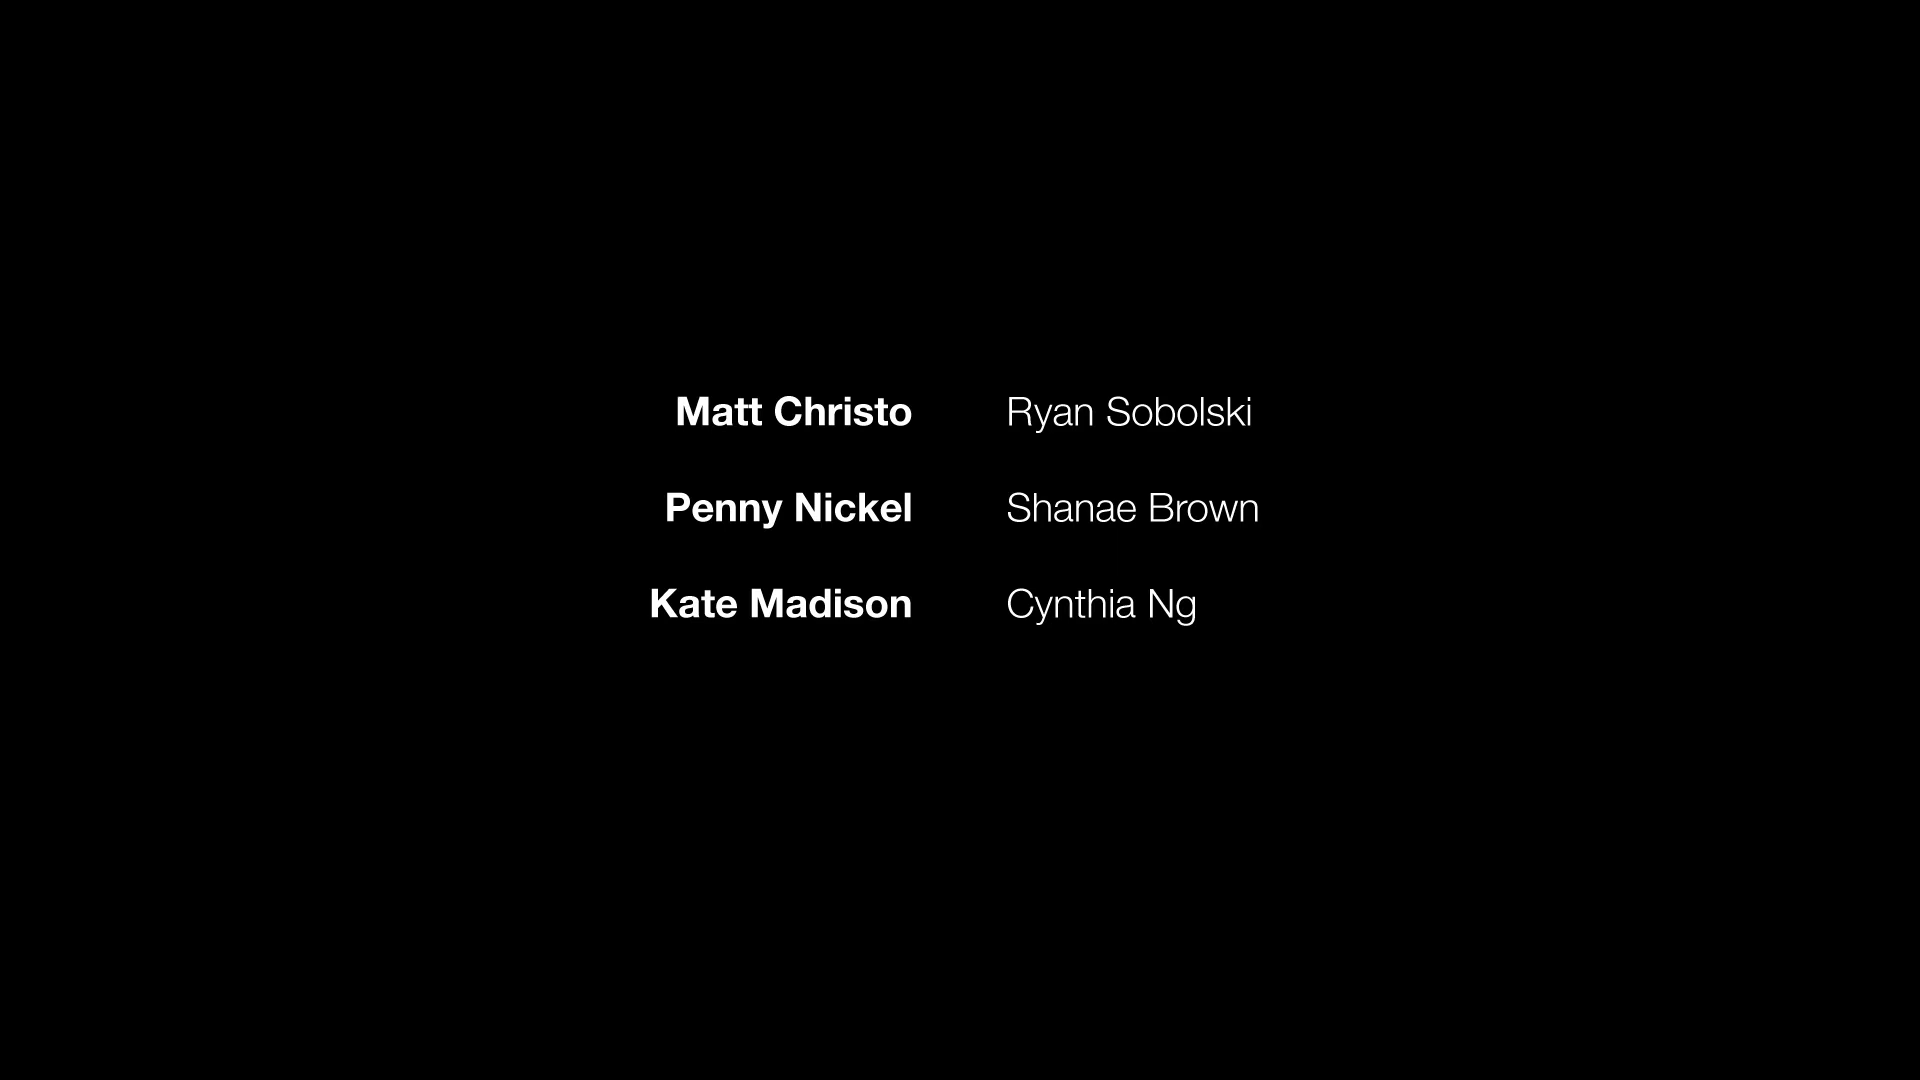 Matt Christo Ryan Sobolski
Penny Nickel Shanae Brown
Kate Madison Cynthia Ng